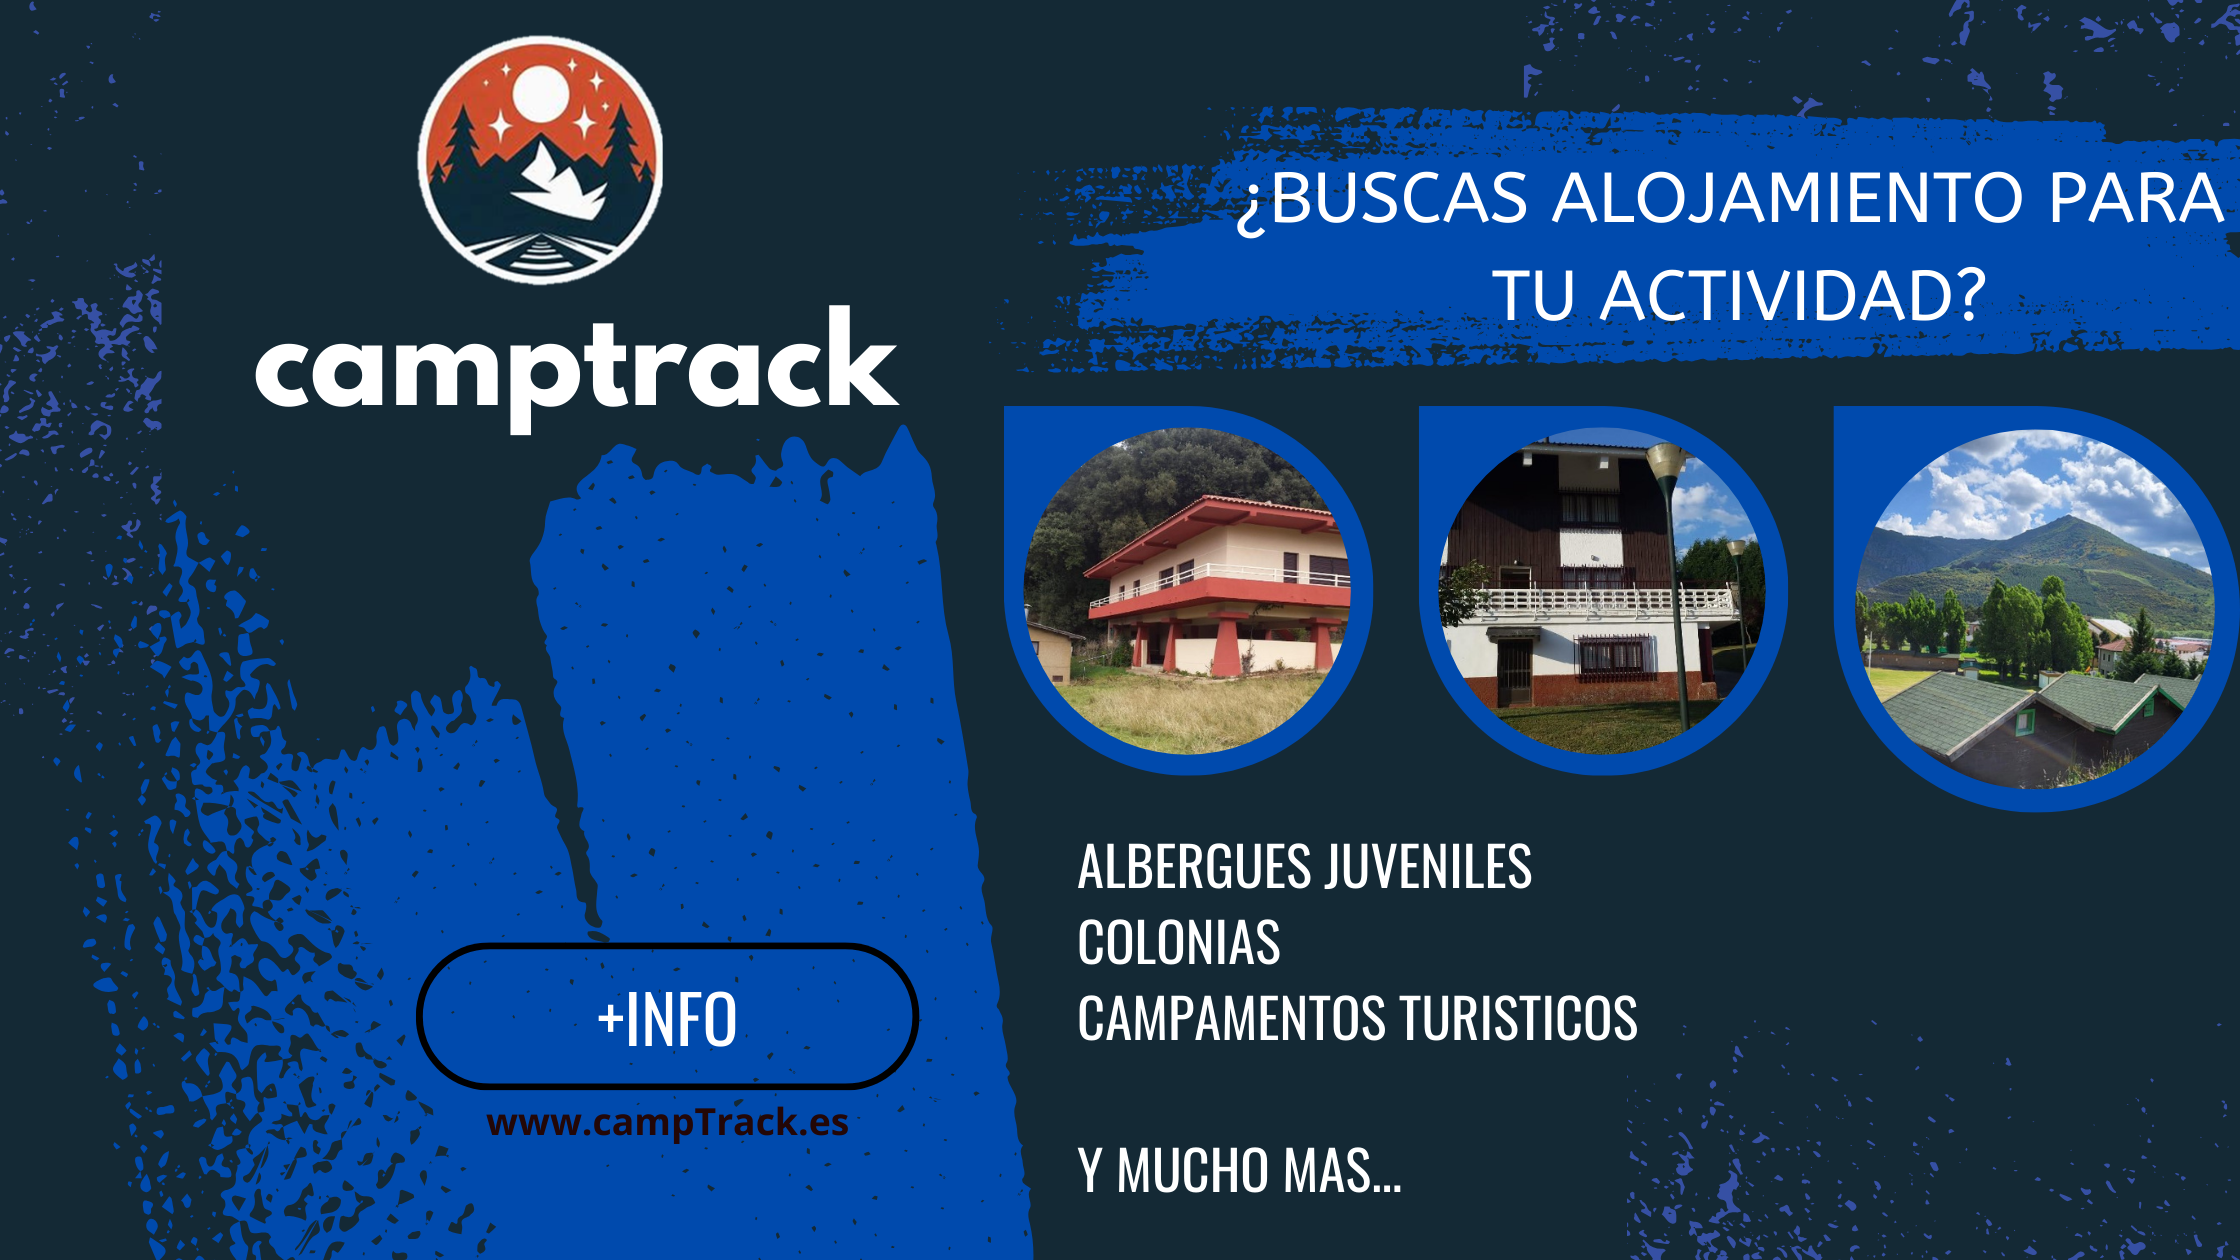 camptrack
¿BUSCAS ALOJAMIENTO PARA
TU ACTIVIDAD?
ALBERGUES JUVENILES
COLONIAS
CAMPAMENTOS TURISTICOS
Y MUCHO MAS...
+INFO
www.campTrack.es